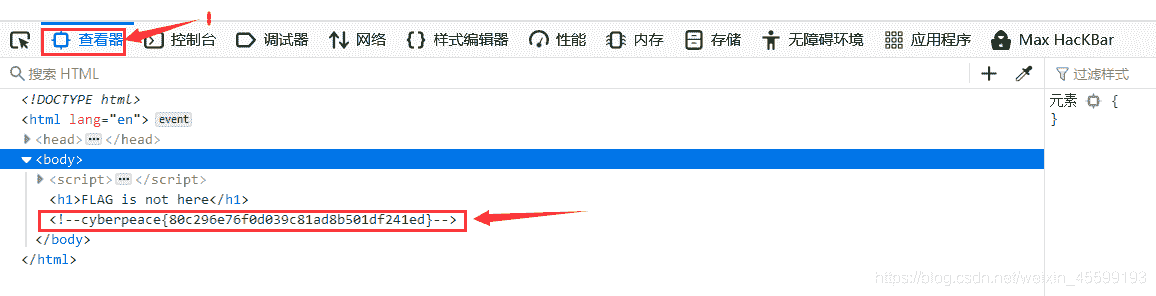 查看器 控制台 调试器 网络 {} 样式编辑器 性能 内存 存储 无障碍环境 应用程序 Max HacKBar
搜索 HTML + 过滤样式
<!DOCTYPE html>
<html lang="en"> event
<head> ... </head>
元素 {
}
<body>
<script> ... </script>
<h1>FLAG is not here</h1>
<!--cyberpeace{80c296e76f0d039c81ad8b501df241ed}-->
</body>
</html>
https://blog.csdn.net/weixin_45599193